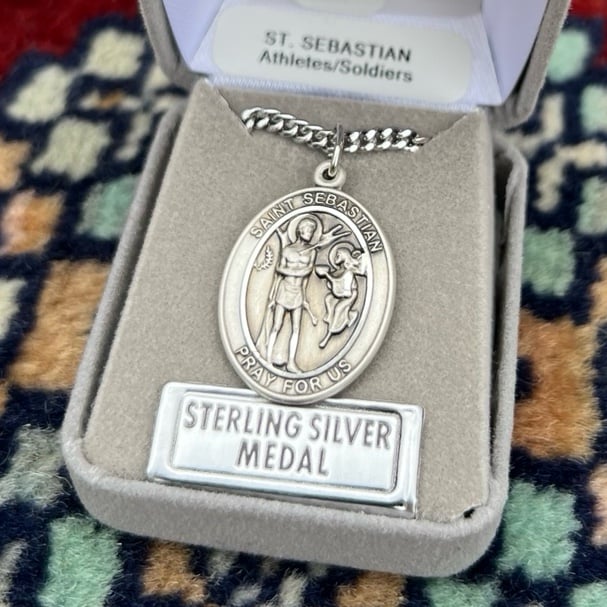 ST. SEBASTIAN
Athletes/Soldiers
SAINT SEBASTIAN
PRAY FOR US
STERLING SILVER
MEDAL